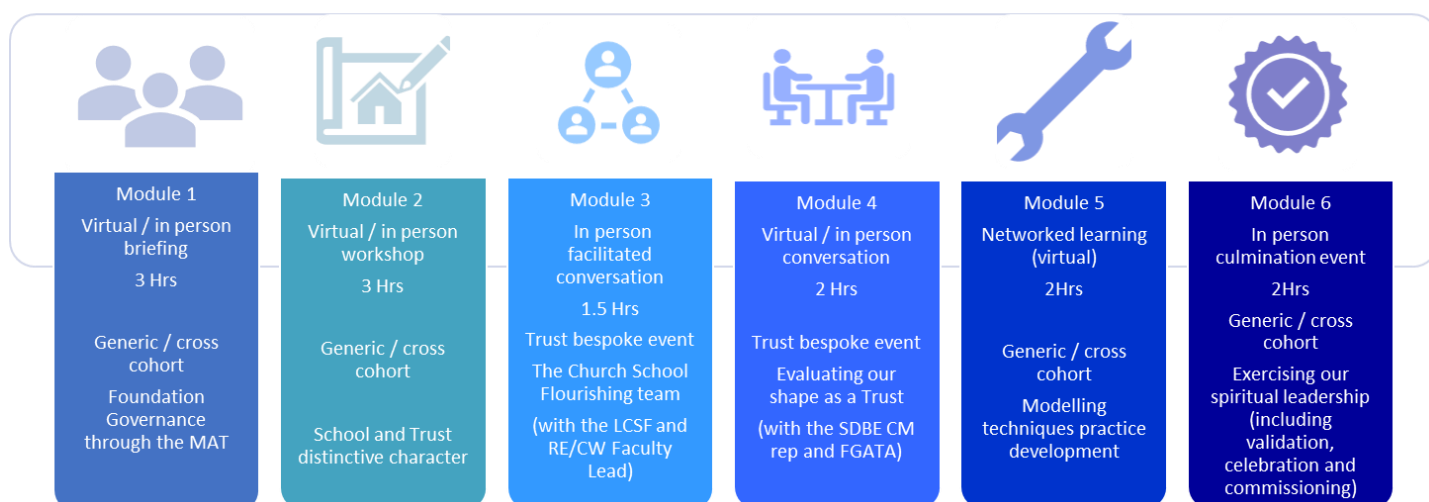 Module 1
Virtual / in person
briefing
3 Hrs
Generic / cross
cohort
Foundation
Governance
through the MAT
Module 2
Virtual / in person
workshop
3 Hrs
Generic / cross
cohort
School and Trust
distinctive character
Module 3
In person
facilitated
conversation
1.5 Hrs
Trust bespoke event
The Church School
Flourishing team
(with the LCSF and
RE/CW Faculty
Lead)
Module 4
Virtual / in person
conversation
2 Hrs
Trust bespoke event
Evaluating our
shape as a Trust
(with the SDBE CM
rep and FGATA)
Module 5
Networked learning
(virtual)
2Hrs
Generic / cross
cohort
Modelling
techniques practice
development
Module 6
In person
culmination event
2Hrs
Generic / cross
cohort
Exercising our
spiritual leadership
(including
validation,
celebration and
commissioning)